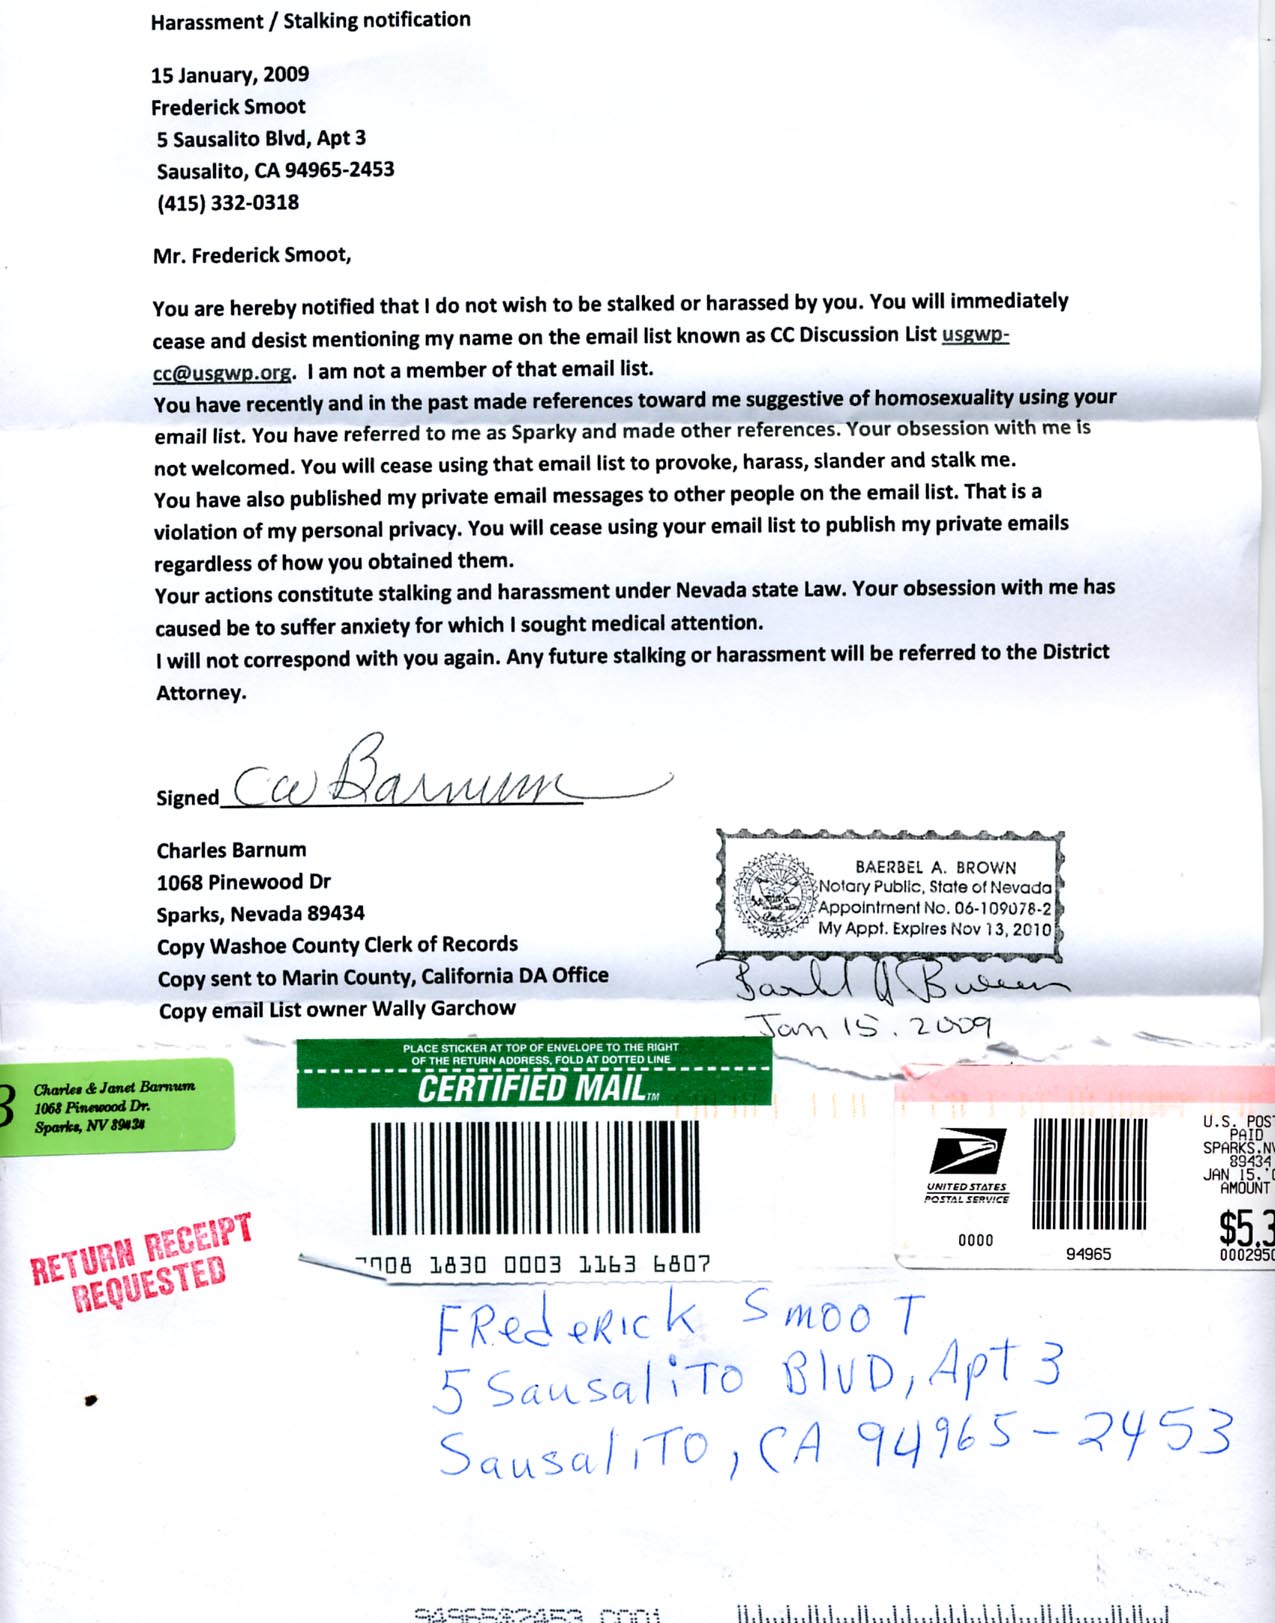 Harassment / Stalking notification
15 January, 2009
Frederick Smoot
5 Sausalito Blvd, Apt 3
Sausalito, CA 94965-2453
(415) 332-0318
Mr. Frederick Smoot,
You are hereby notified that I do not wish to be stalked or harassed by you. You will immediately
cease and desist mentioning my name on the email list known as CC Discussion List usgwp-
cc@usgwp.org. I am not a member of that email list.
You have recently and in the past made references toward me suggestive of homosexuality using your
email list. You have referred to me as Sparky and made other references. Your obsession with me is
not welcomed. You will cease using that email list to provoke, harass, slander and stalk me.
You have also published my private email messages to other people on the email list. That is a
violation of my personal privacy. You will cease using your email list to publish my private emails
regardless of how you obtained them.
Your actions constitute stalking and harassment under Nevada state Law. Your obsession with me has
caused be to suffer anxiety for which I sought medical attention.
I will not correspond with you again. Any future stalking or harassment will be referred to the District
Attorney.
Signed CW Barnum
Charles Barnum
1068 Pinewood Dr
Sparks, Nevada 89434
Copy Washoe County Clerk of Records
Copy sent to Marin County, California DA Office
Copy email List owner Wally Garchow
BAERBEL A. BROWN
Notary Public, State of Nevada
Appointment No. 06-109078-2
My Appt. Expires Nov 13, 2010
Jan 15. 2009
Charles & Janet Barnum
1068 Pinewood Dr.
Sparks, NV 89434
PLACE STICKER AT TOP OF ENVELOPE TO THE RIGHT
OF THE RETURN ADDRESS, FOLD AT DOTTED LINE
CERTIFIED MAIL TM
7008 1830 0003 1163 6807
UNITED STATES
POSTAL SERVICE
0000
94965
U.S. POST
PAID
SPARKS.NV
89434
JAN 15.'0
AMOUNT
$5.3
0002950
RETURN RECEIPT
REQUESTED
FRedeRick SmooT
5 SausaliTO BlVD, Apt 3
SausaliTO, CA 94965-2453